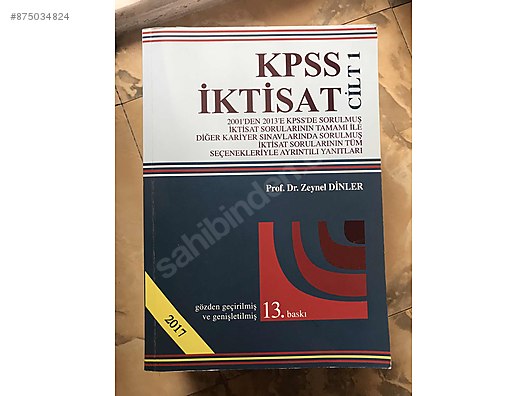 #875034824
KPSS
İKTİSAT
CİLT 1
2001'DEN 2013'E KPSS'DE SORULMUŞ
İKTİSAT SORULARININ TAMAMI İLE
DİĞER KARİYER SINAVLARINDA SORULMUŞ
İKTİSAT SORULARININ TÜM
SEÇENEKLERİYLE AYRINTILI YANITLARI
Prof. Dr. Zeynel DİNLER
sahibinden.com
gözden geçirilmiş
ve genişletilmiş
13. baskı
2017